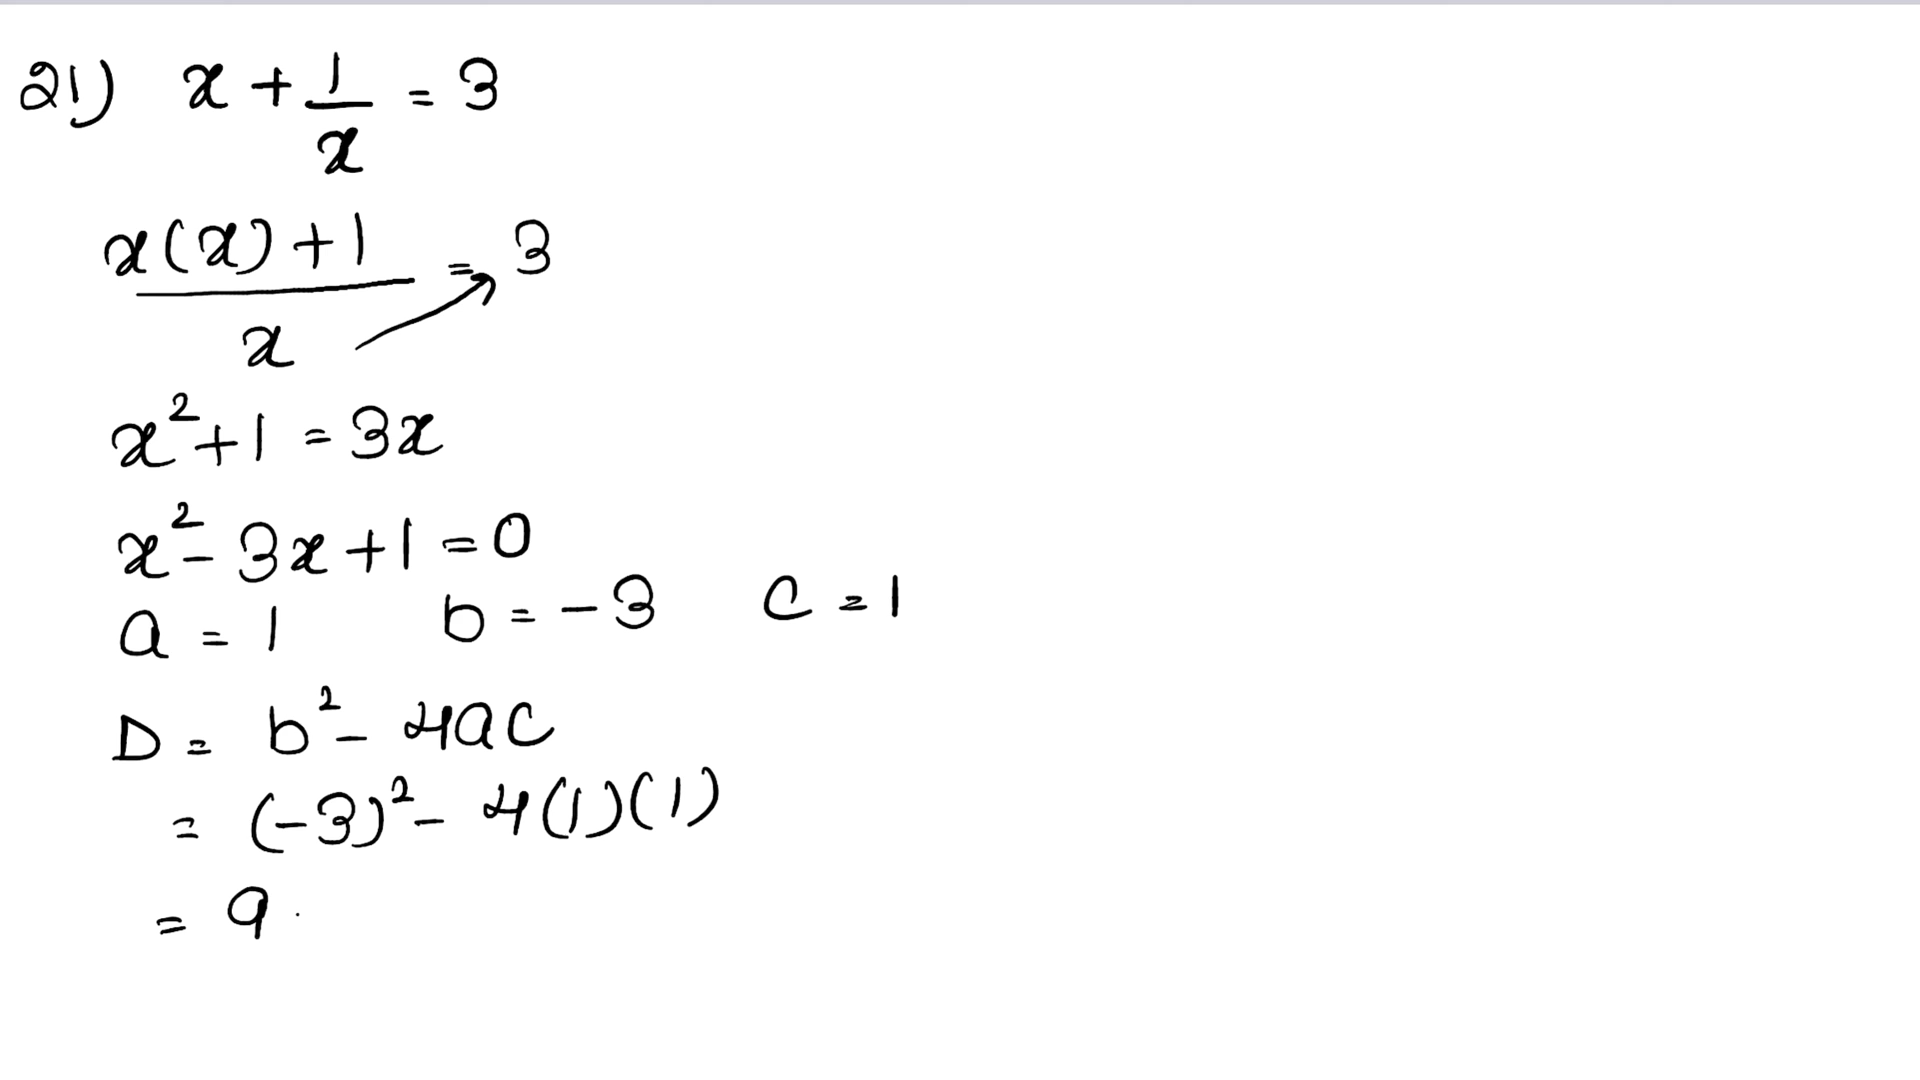 21) x + 1/x = 3
x(x) + 1 / x = 3
x² + 1 = 3x
x² - 3x + 1 = 0
a = 1 b = -3 c = 1
D = b² - 4ac
= (-3)² - 4(1)(1)
= 9